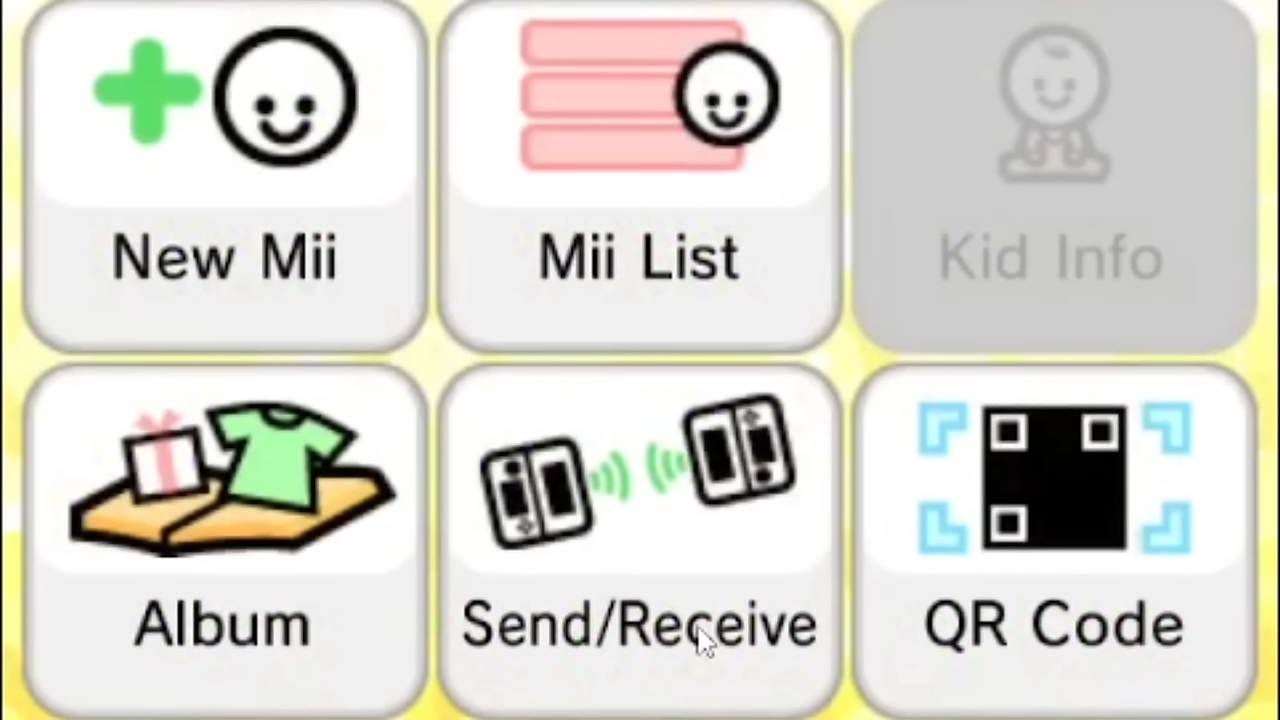 New Mii
Mii List
Kid Info
Album
Send/Receive
QR Code